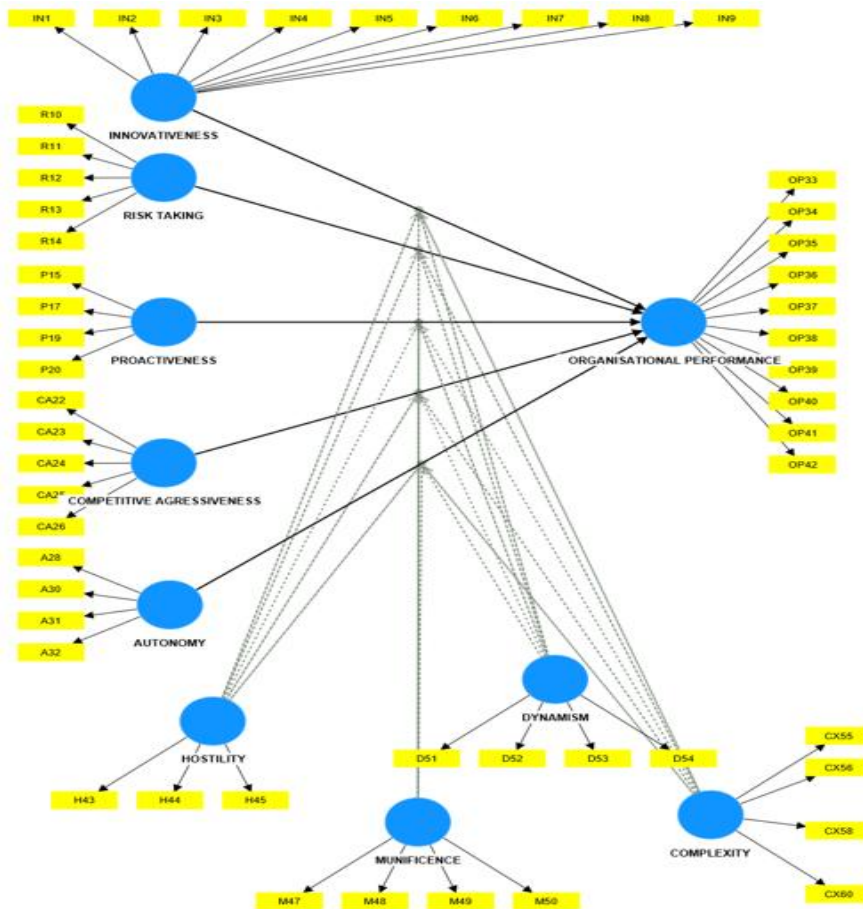 IN1 IN2 IN3 IN4 IN5 IN6 IN7 IN8 IN9
INNOVATIVENESS
R10
R11
R12
R13
R14
RISK TAKING
P15
P17
P19
P20
PROACTIVENESS
CA22
CA23
CA24
CA25
CA26
COMPETITIVE AGRESSIVENESS
A28
A30
A31
A32
AUTONOMY
OP33
OP34
OP35
OP36
OP37
OP38
OP39
OP40
OP41
OP42
ORGANISATIONAL PERFORMANCE
HOSTILITY
H43 H44 H45
MUNIFICENCE
M47 M48 M49 M50
DYNAMISM
D51 D52 D53 D54
COMPLEXITY
CX55
CX56
CX58
CX60